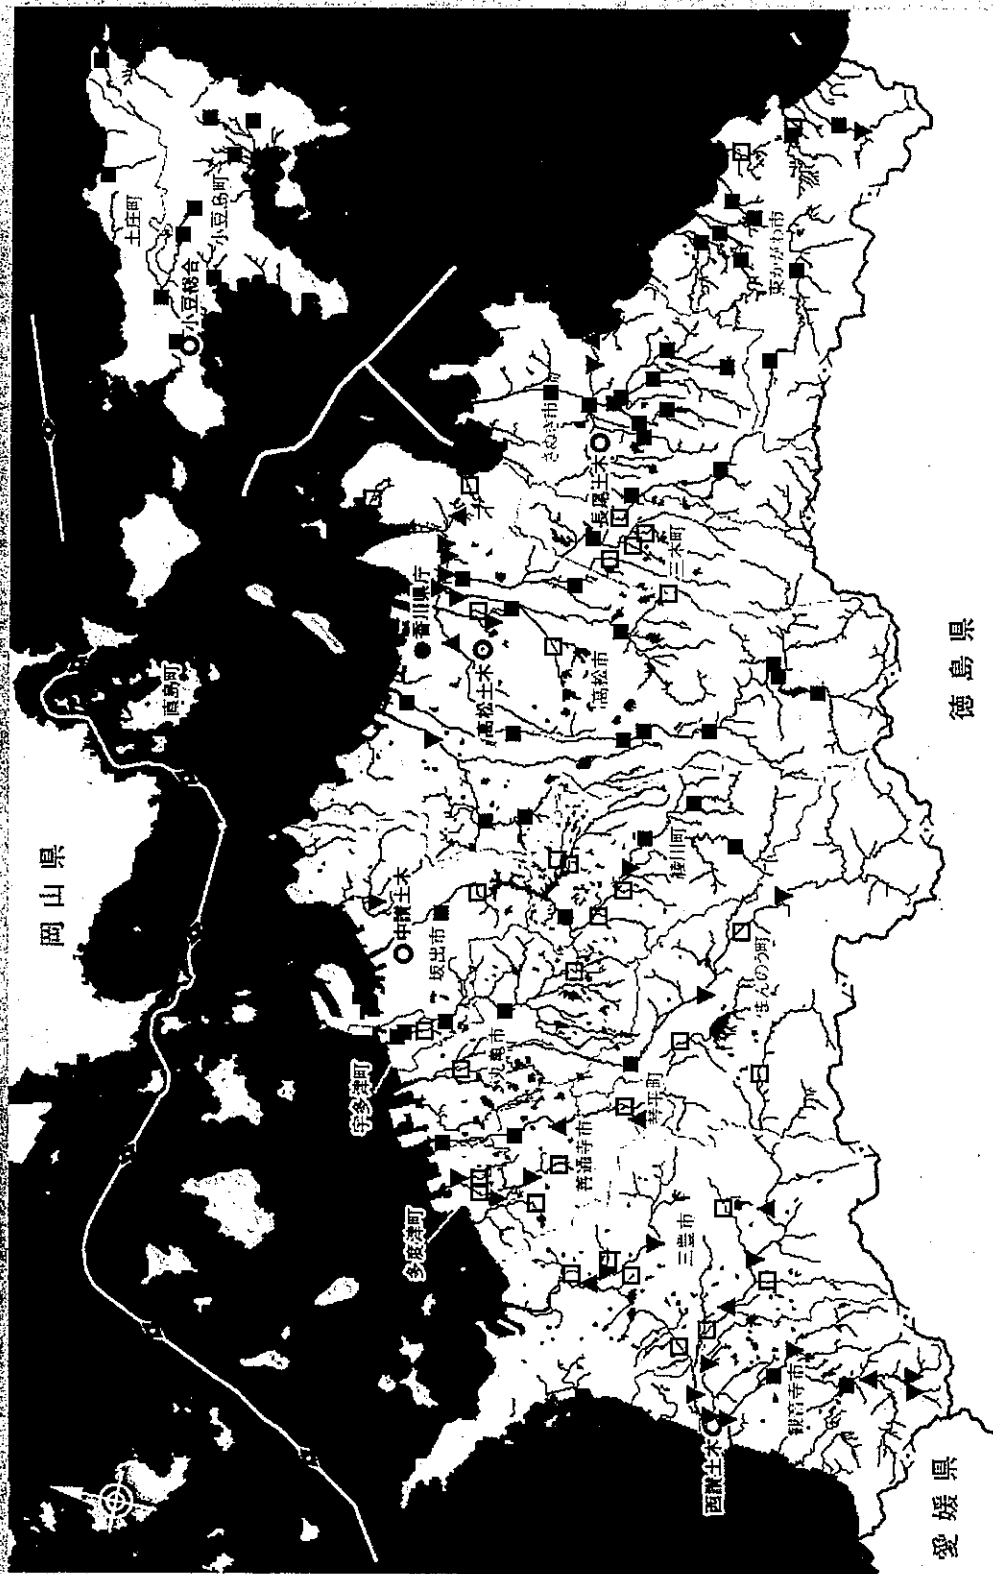 岡山県
直島町
土庄町
小豆島町
小豆総合
香川県庁
高松土木
高松市
さぬき市
長尾土木
三木町
東かがわ市
中讃土木
坂出市
綾川町
宇多津町
丸亀市
まんのう町
多度津町
善通寺市
琴平町
三豊市
西讃土木
観音寺市
愛媛県
徳島県